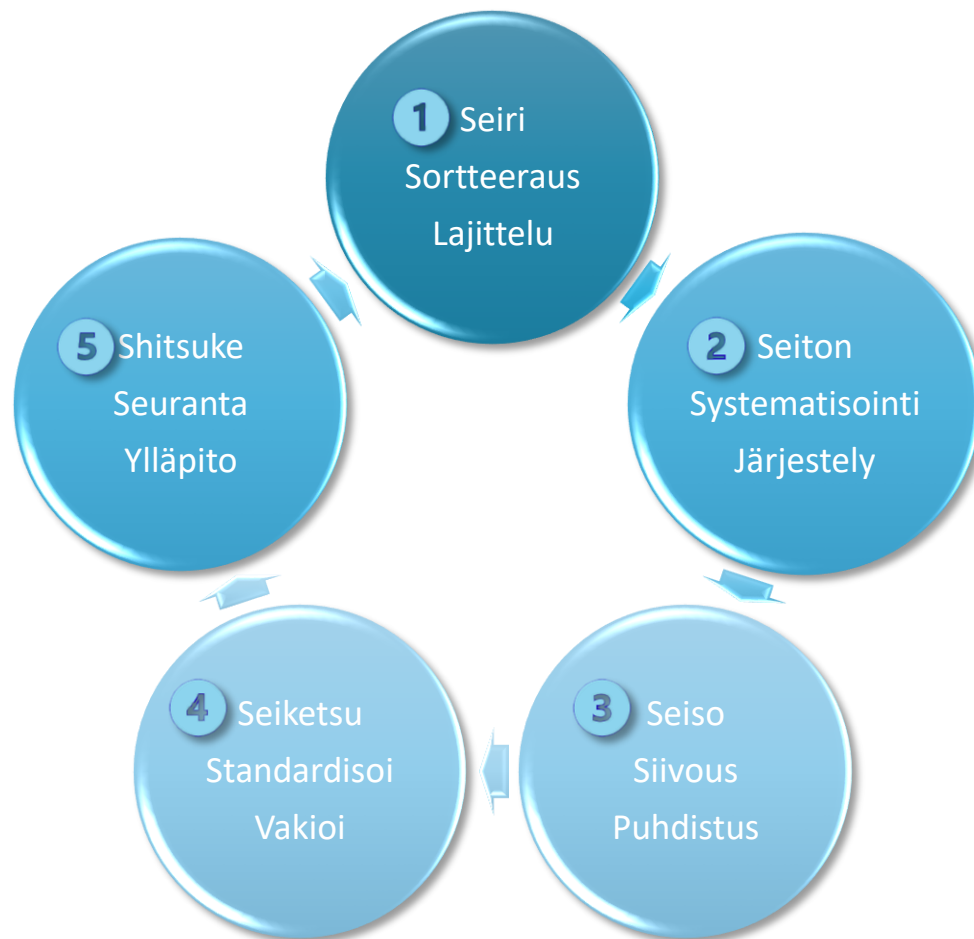 1 Seiri
Sortteeraus
Lajittelu
2 Seiton
Systematisointi
Järjestely
3 Seiso
Siivous
Puhdistus
4 Seiketsu
Standardisoi
Vakioi
5 Shitsuke
Seuranta
Ylläpito